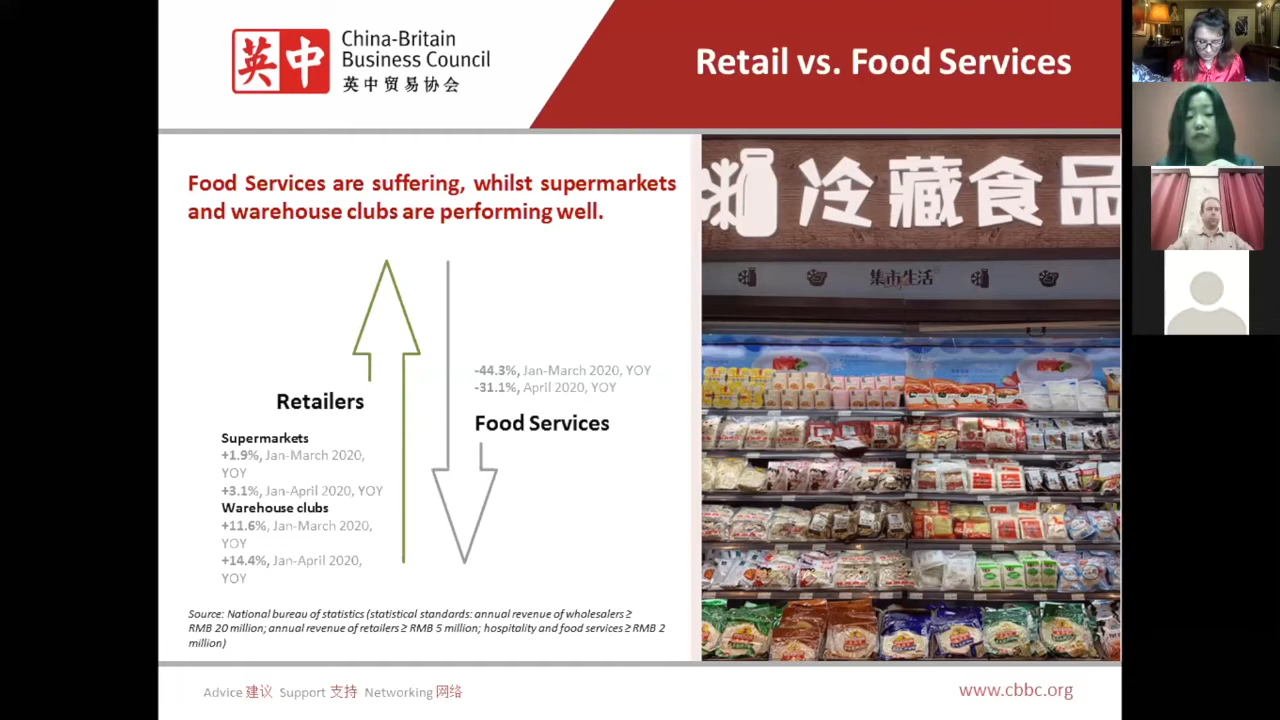 英中
China-Britain
Business Council
英中贸易协会
Retail vs. Food Services
Food Services are suffering, whilst supermarkets
and warehouse clubs are performing well.
Retailers
Supermarkets
+1.9%, Jan-March 2020,
YOY
+3.1%, Jan-April 2020, YOY
Warehouse clubs
+11.6%, Jan-March 2020,
YOY
+14.4%, Jan-April 2020,
YOY
-44.3%, Jan-March 2020, YOY
-31.1%, April 2020, YOY
Food Services
Source: National bureau of statistics (statistical standards: annual revenue of wholesalers ≥
RMB 20 million; annual revenue of retailers ≥ RMB 5 million; hospitality and food services ≥ RMB 2
million)
冷藏食品
集市生活
Advice 建议 Support 支持 Networking 网络
www.cbbc.org